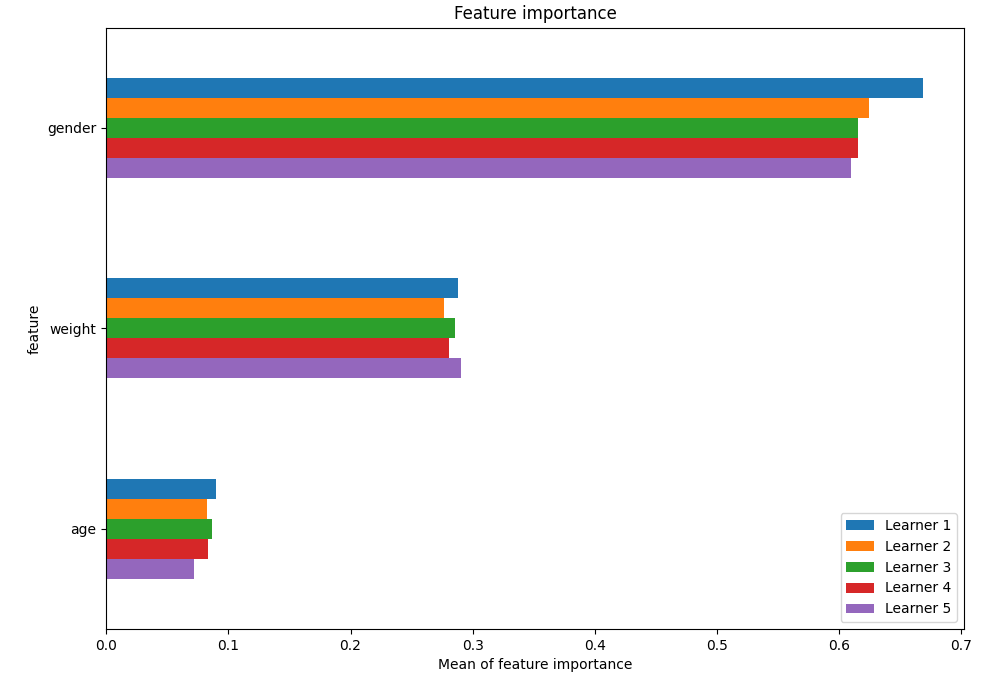 Feature importance
gender
weight
age
feature
0.0 0.1 0.2 0.3 0.4 0.5 0.6 0.7
Mean of feature importance
Learner 1
Learner 2
Learner 3
Learner 4
Learner 5